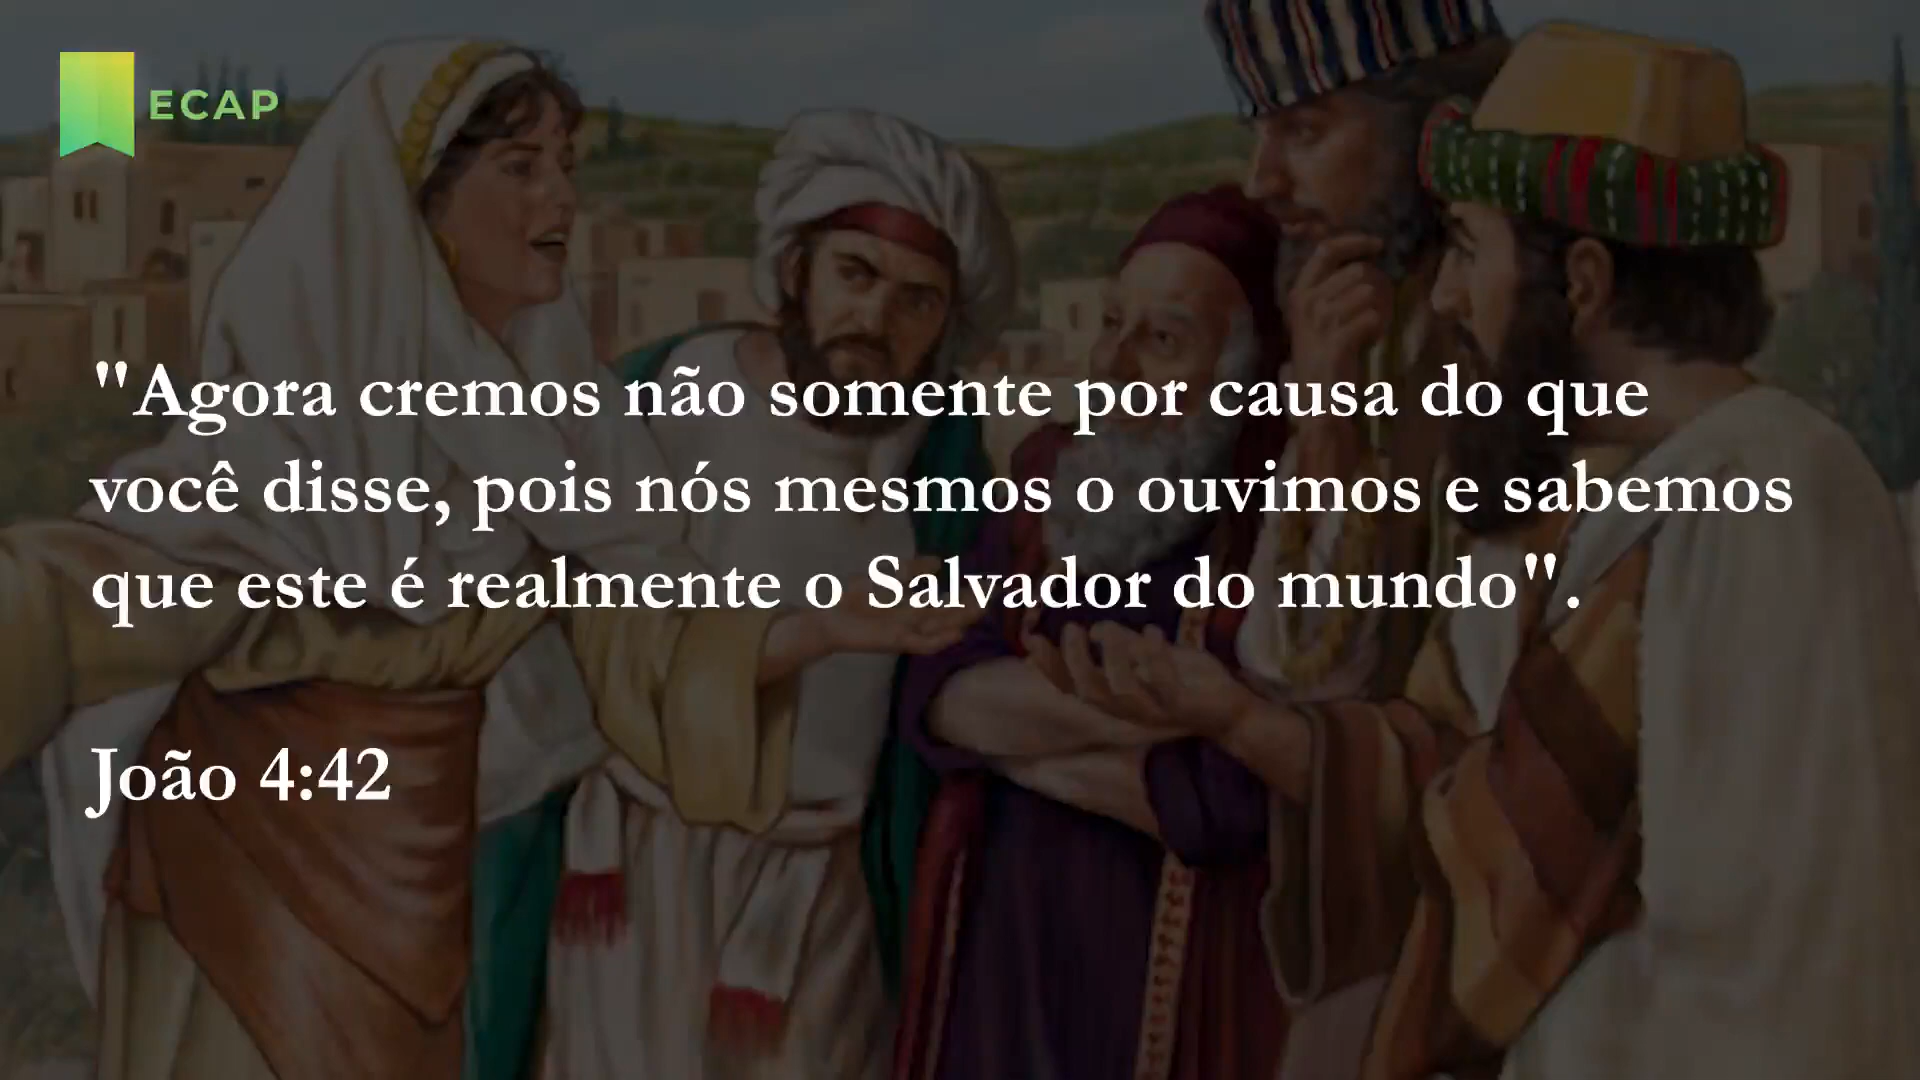 ECAP
"Agora cremos não somente por causa do que
você disse, pois nós mesmos o ouvimos e sabemos
que este é realmente o Salvador do mundo".
João 4:42